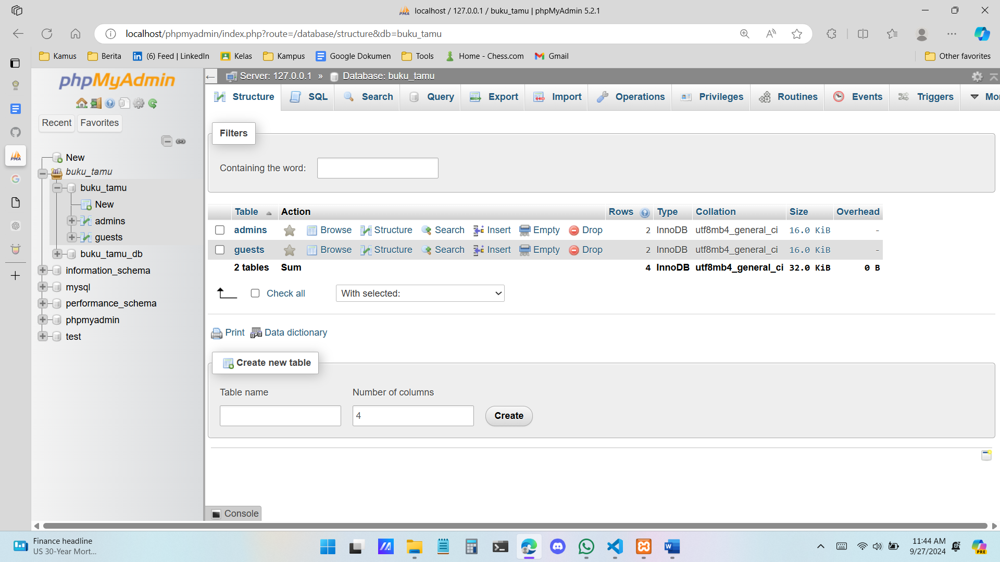 localhost / 127.0.0.1 / buku_tamu | phpMyAdmin 5.2.1
localhost/phpmyadmin/index.php?route=/database/structure&db=buku_tamu
Kamus Berita (6) Feed | LinkedIn Kelas Kampus Google Dokumen Tools Home - Chess.com Gmail Other favorites
phpMyAdmin
Recent Favorites
New
buku_tamu
buku_tamu
New
admins
guests
buku_tamu_db
information_schema
mysql
performance_schema
phpmyadmin
test
Server: 127.0.0.1 » Database: buku_tamu
Structure SQL Search Query Export Import Operations Privileges Routines Events Triggers Mo
Filters
Containing the word:
Table Action Rows Type Collation Size Overhead
admins Browse Structure Search Insert Empty Drop 2 InnoDB utf8mb4_general_ci 16.0 KiB -
guests Browse Structure Search Insert Empty Drop 2 InnoDB utf8mb4_general_ci 16.0 KiB -
2 tables Sum 4 InnoDB utf8mb4_general_ci 32.0 KiB 0 B
Check all With selected:
Print Data dictionary
Create new table
Table name Number of columns
4 Create
Console
Finance headline
US 30-Year Mort...
11:44 AM
9/27/2024
PRE